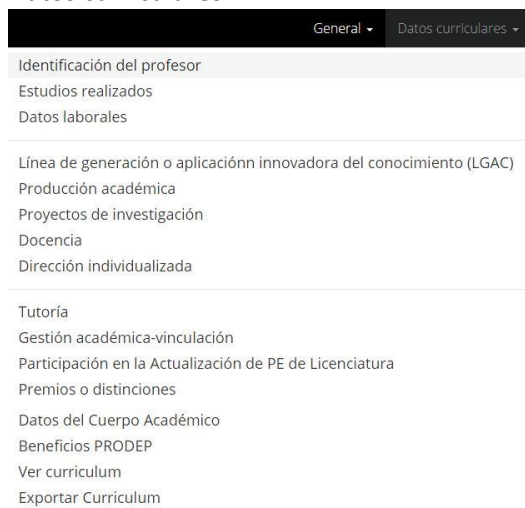 General
Datos curriculares
Identificación del profesor
Estudios realizados
Datos laborales
Línea de generación o aplicaciónn innovadora del conocimiento (LGAC)
Producción académica
Proyectos de investigación
Docencia
Dirección individualizada
Tutoría
Gestión académica-vinculación
Participación en la Actualización de PE de Licenciatura
Premios o distinciones
Datos del Cuerpo Académico
Beneficios PRODEP
Ver curriculum
Exportar Curriculum